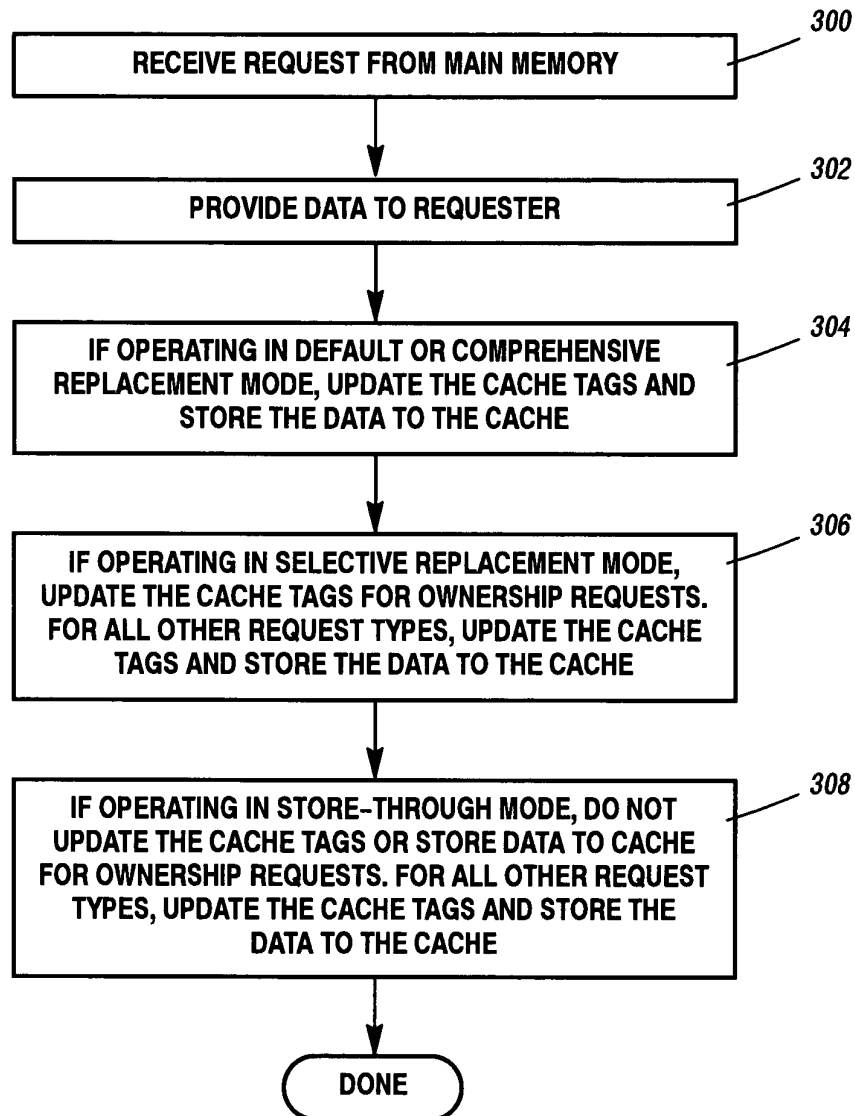 300
RECEIVE REQUEST FROM MAIN MEMORY
302
PROVIDE DATA TO REQUESTER
304
IF OPERATING IN DEFAULT OR COMPREHENSIVE
REPLACEMENT MODE, UPDATE THE CACHE TAGS AND
STORE THE DATA TO THE CACHE
306
IF OPERATING IN SELECTIVE REPLACEMENT MODE,
UPDATE THE CACHE TAGS FOR OWNERSHIP REQUESTS.
FOR ALL OTHER REQUEST TYPES, UPDATE THE CACHE
TAGS AND STORE THE DATA TO THE CACHE
308
IF OPERATING IN STORE-THROUGH MODE, DO NOT
UPDATE THE CACHE TAGS OR STORE DATA TO CACHE
FOR OWNERSHIP REQUESTS. FOR ALL OTHER REQUEST
TYPES, UPDATE THE CACHE TAGS AND STORE THE
DATA TO THE CACHE
DONE